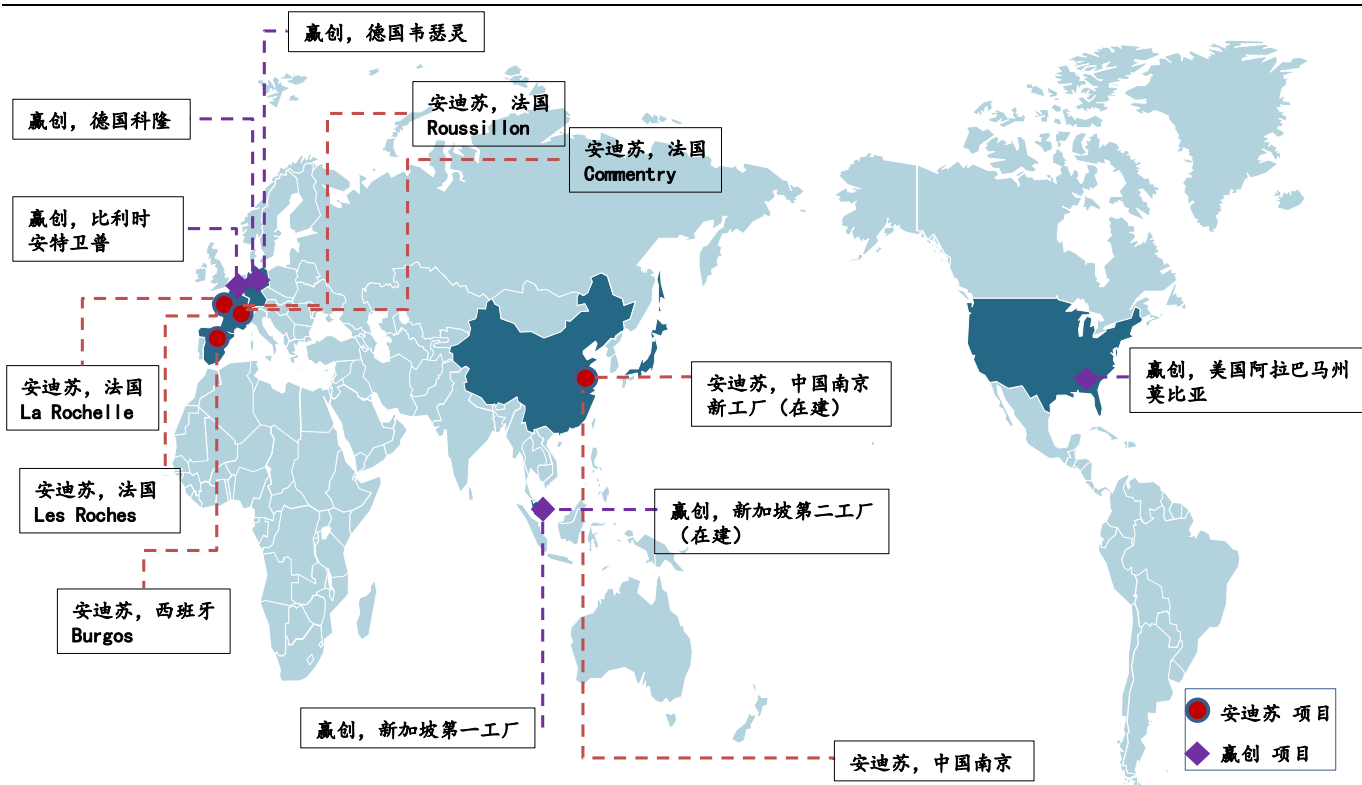 赢创，德国韦瑟灵
安迪苏，法国
Roussillon
赢创，德国科隆
安迪苏，法国
Commentry
赢创，比利时
安特卫普
安迪苏，法国
La Rochelle
安迪苏，中国南京
新工厂（在建）
赢创，美国阿拉巴马州
莫比亚
安迪苏，法国
Les Roches
赢创，新加坡第二工厂
（在建）
安迪苏，西班牙
Burgos
赢创，新加坡第一工厂
安迪苏，中国南京
安迪苏 项目
赢创 项目